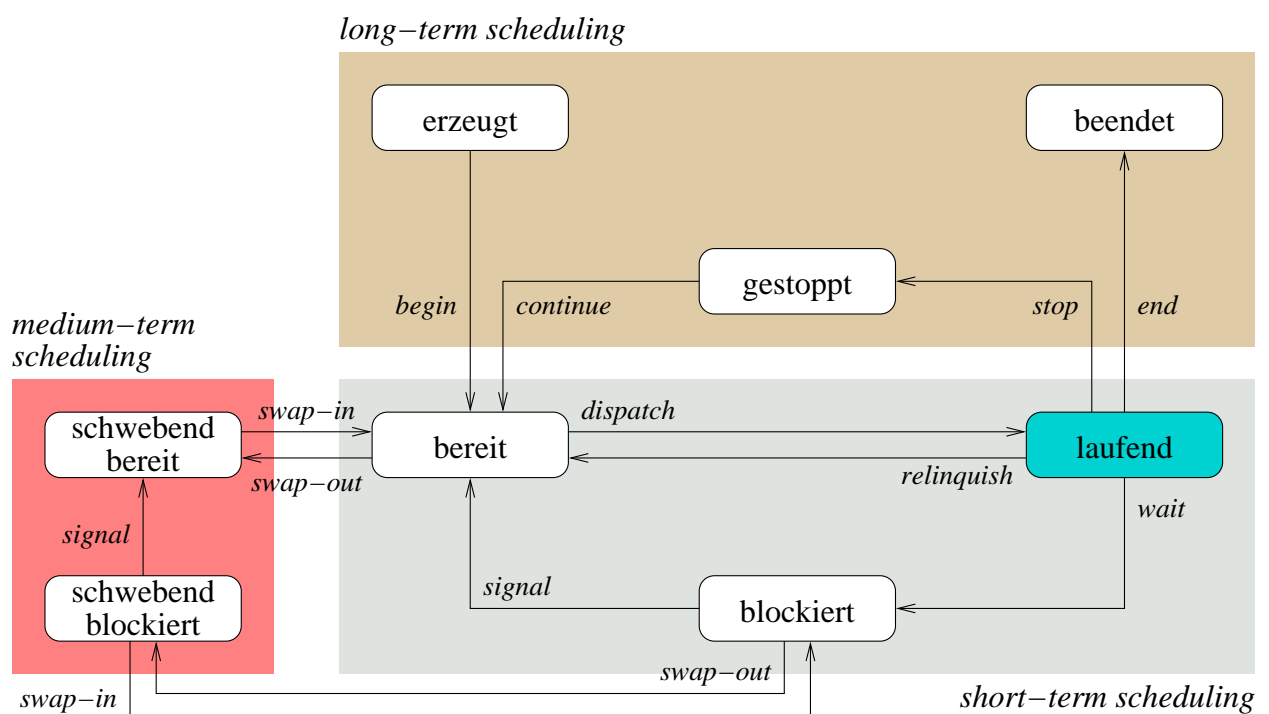 long−term scheduling
erzeugt
beendet
gestoppt
begin
continue
stop
end
medium−term
scheduling
swap−in
dispatch
schwebend
bereit
bereit
laufend
swap−out
relinquish
wait
signal
signal
schwebend
blockiert
blockiert
swap−out
swap−in
short−term scheduling